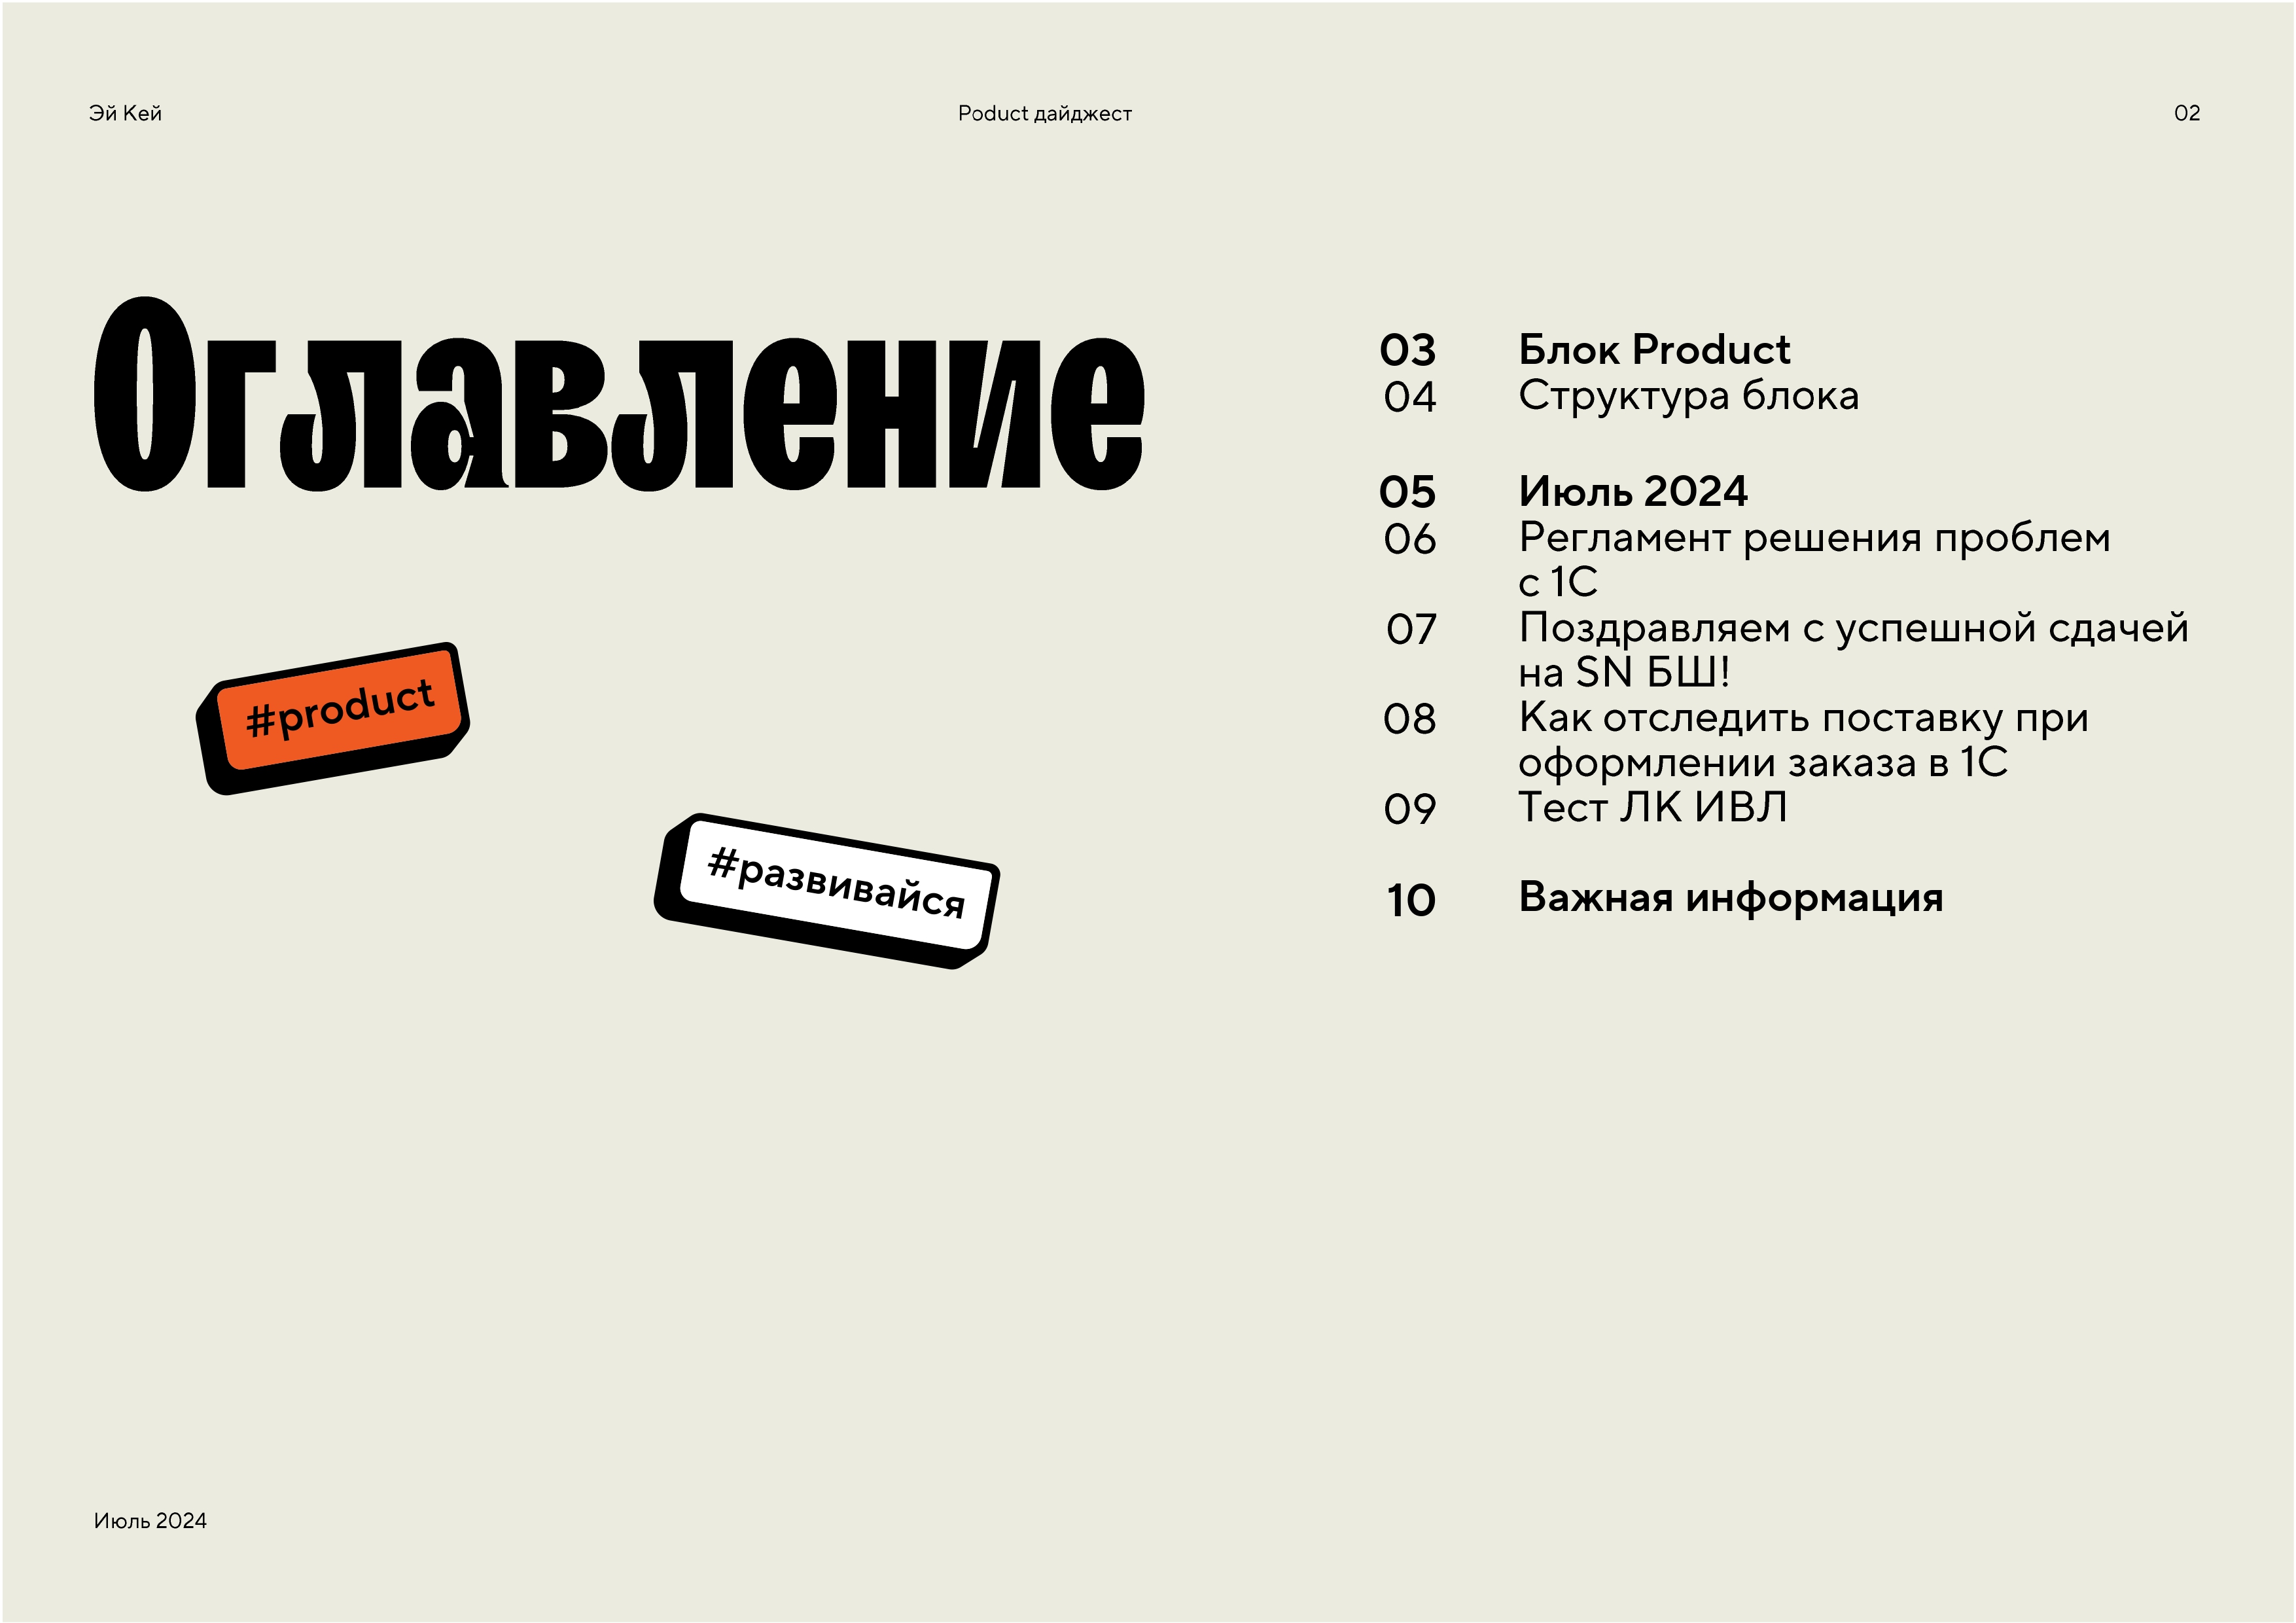 Эй Кей
Poduct дайджест
02
Оглавление
#product
#развивайся
03 Блок Product
04 Структура блока
05 Июль 2024
06 Регламент решения проблем
с 1С
07 Поздравляем с успешной сдачей
на SN БШ!
08 Как отследить поставку при
оформлении заказа в 1С
09 Тест ЛК ИВЛ
10 Важная информация
Июль 2024